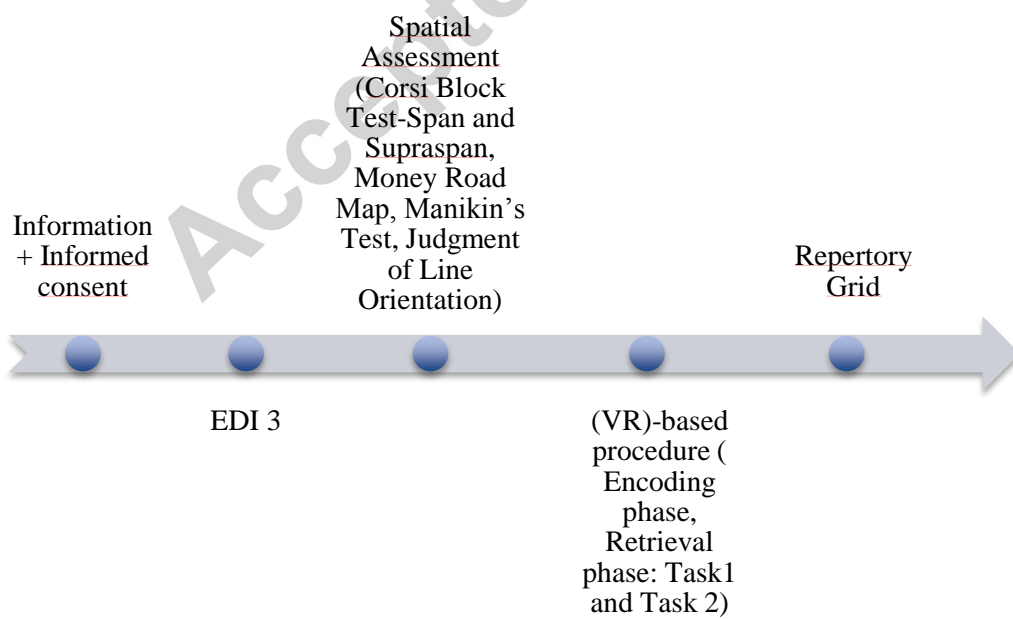 Accepte
Information
+ Informed
consent
EDI 3
Spatial
Assessment
(Corsi Block
Test-Span and
Supraspan,
Money Road
Map, Manikin’s
Test, Judgment
of Line
Orientation)
(VR)-based
procedure (
Encoding
phase,
Retrieval
phase: Task1
and Task 2)
Repertory
Grid